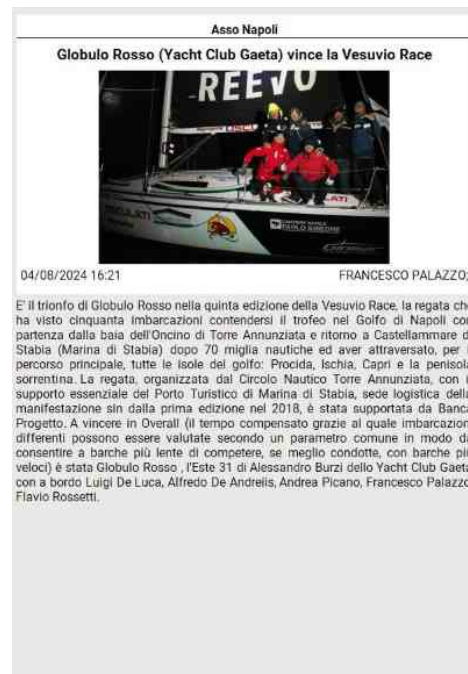 Asso Napoli
Globulo Rosso (Yacht Club Gaeta) vince la Vesuvio Race
REEVO
04/08/2024 16:21
FRANCESCO PALAZZO;
E' il trionfo di Globulo Rosso nella quinta edizione della Vesuvio Race, la regata che
ha visto cinquanta imbarcazioni contendersi il trofeo nel Golfo di Napoli con
partenza dalla baia dell'Oncino di Torre Annunziata e ritorno a Castellammare d
Stabia (Marina di Stabia) dopo 70 miglia nautiche ed aver attraversato, per i
percorso principale, tutte le isole del golfo: Procida, Ischia, Capri e la penisola
sorrentina. La regata, organizzata dal Circolo Nautico Torre Annunziata, con i
supporto essenziale del Porto Turistico di Marina di Stabia, sede logistica della
manifestazione sin dalla prima edizione nel 2018, è stata supportata da Banca
Progetto. A vincere in Overall (il tempo compensato grazie al quale imbarcazion
differenti possono essere valutate secondo un parametro comune in modo da
consentire a barche più lente di competere, se meglio condotte, con barche più
veloci) è stata Globulo Rosso , l'Este 31 di Alessandro Burzi dello Yacht Club Gaeta
con a bordo Luigi De Luca, Alfredo De Andreiis, Andrea Picano, Francesco Palazzo
Flavio Rossetti.